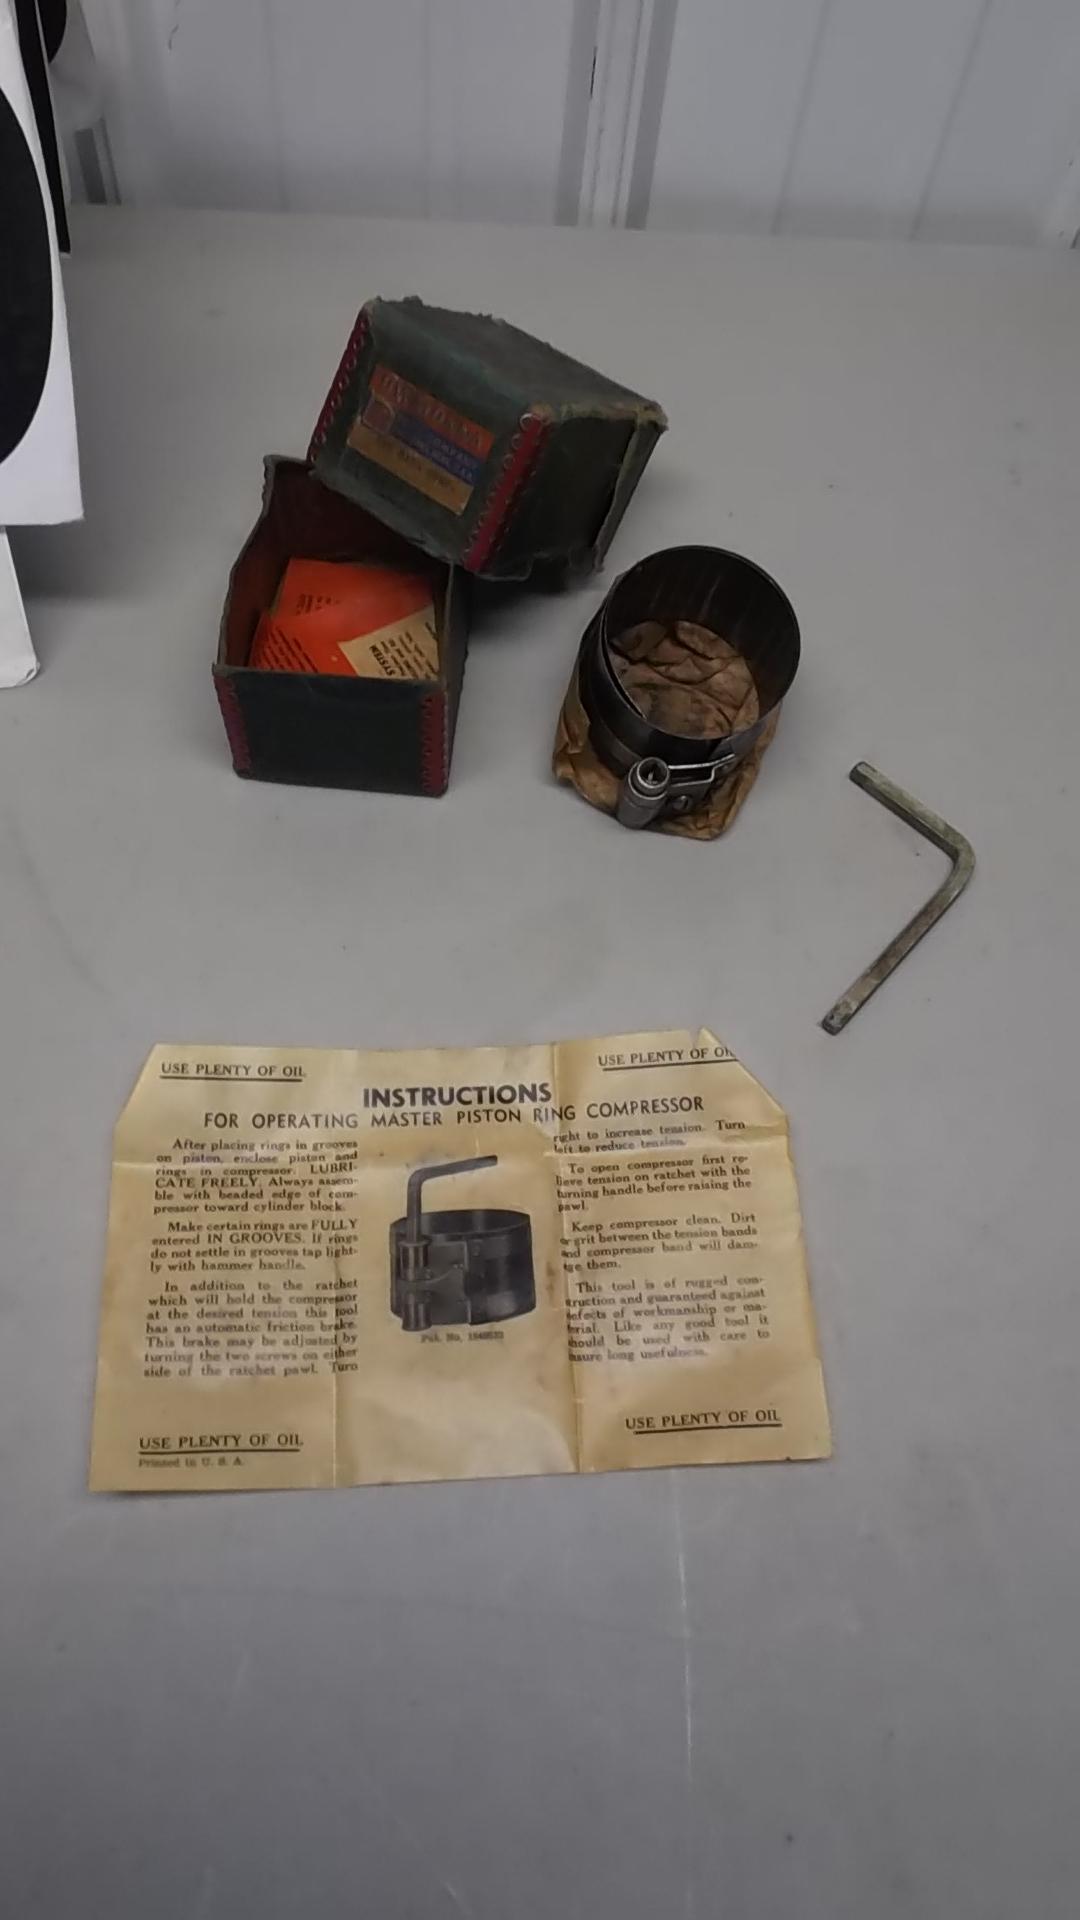 COMPANY
SYSTEM
USE PLENTY OF OIL
USE PLENTY OF OIL
INSTRUCTIONS
FOR OPERATING MASTER PISTON RING COMPRESSOR
After placing rings in grooves
on piston, enclose piston and
rings in compressor. LUBRI-
CATE FREELY. Always assem-
ble with beaded edge of com-
pressor toward cylinder block.
Make certain rings are FULLY
entered IN GROOVES. If rings
do not settle in grooves tap light-
ly with hammer handle.
In addition to the ratchet
which will hold the compressor
at the desired tension this tool
has an automatic friction brake.
This brake may be adjusted by
turning the two screws on either
side of the ratchet pawl. Turn
Pat. No.
right to increase tension. Turn
left to reduce tension.
To open compressor first re-
lieve tension on ratchet with the
turning handle before raising the
pawl.
Keep compressor clean. Dirt
or grit between the tension bands
and compressor band will dam-
age them.
This tool is of rugged con-
struction and guaranteed against
defects of workmanship or ma-
terial. Like any good tool it
should be used with care to
insure long usefulness.
USE PLENTY OF OIL
USE PLENTY OF OIL
Printed in U. S. A.